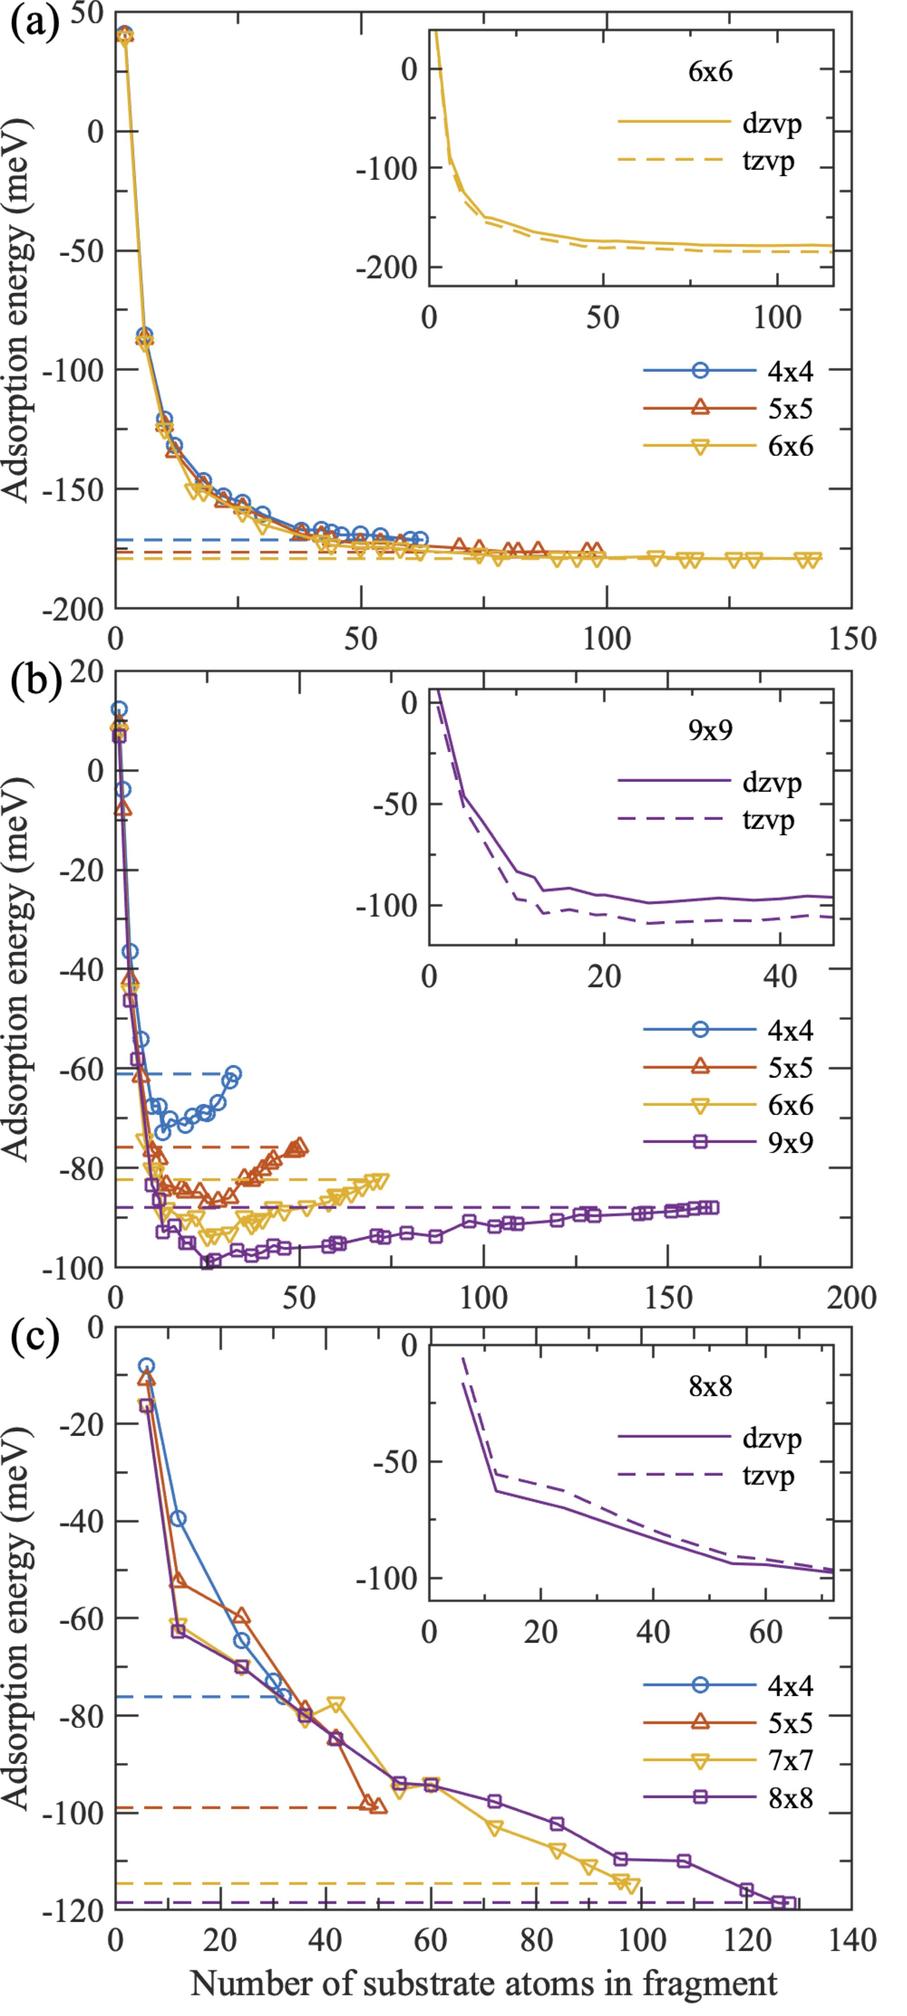 (a)
50
0
-50
-100
-150
-200
Adsorption energy (meV)
0 50 100 150
0
-100
-200
0 50 100
6x6
dzvp
tzvp
4x4
5x5
6x6
(b)
20
0
-20
-40
-60
-80
-100
Adsorption energy (meV)
0 50 100 150 200
0
-50
-100
0 20 40
9x9
dzvp
tzvp
4x4
5x5
6x6
9x9
(c)
0
-20
-40
-60
-80
-100
-120
Adsorption energy (meV)
0 20 40 60 80 100 120 140
0
-50
-100
0 20 40 60
8x8
dzvp
tzvp
4x4
5x5
7x7
8x8
Number of substrate atoms in fragment